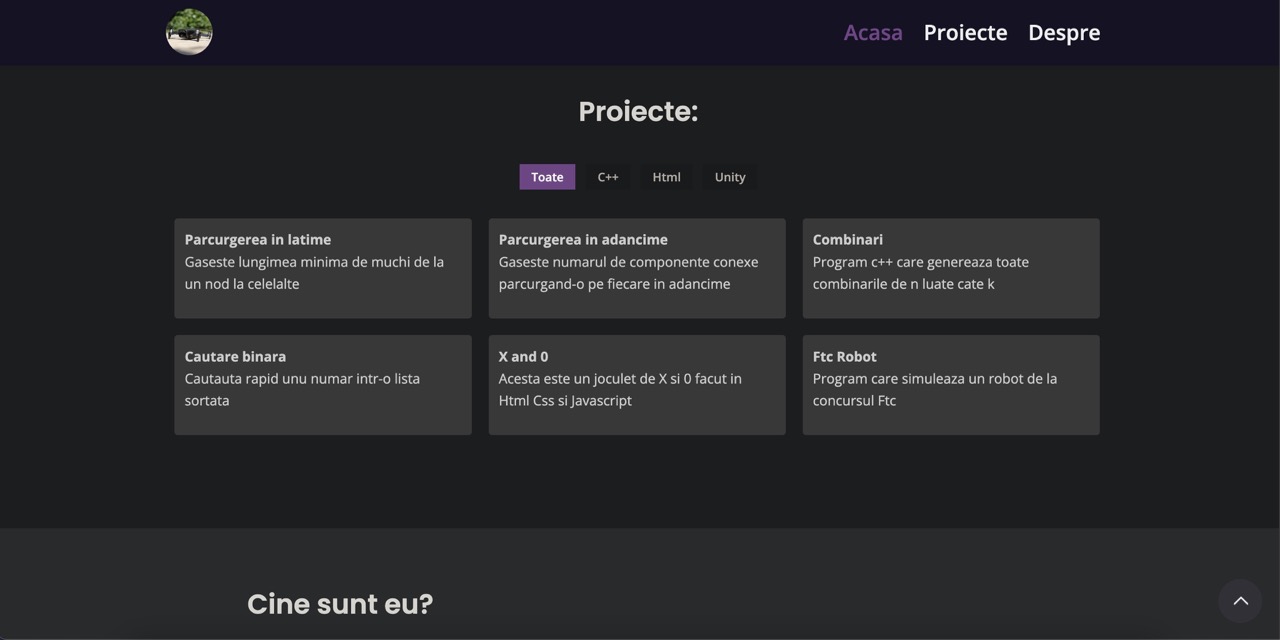 Acasa Proiecte Despre
Proiecte:
Toate C++ Html Unity
Parcurgerea in latime
Gaseste lungimea minima de muchi de la
un nod la celelalte
Parcurgerea in adancime
Gaseste numarul de componente conexe
parcurgand-o pe fiecare in adancime
Combinari
Program c++ care genereaza toate
combinarile de n luate cate k
Cautare binara
Cautauta rapid unu numar intr-o lista
sortata
X and 0
Acesta este un joculet de X si 0 facut in
Html Css si Javascript
Ftc Robot
Program care simuleaza un robot de la
concursul Ftc
Cine sunt eu?